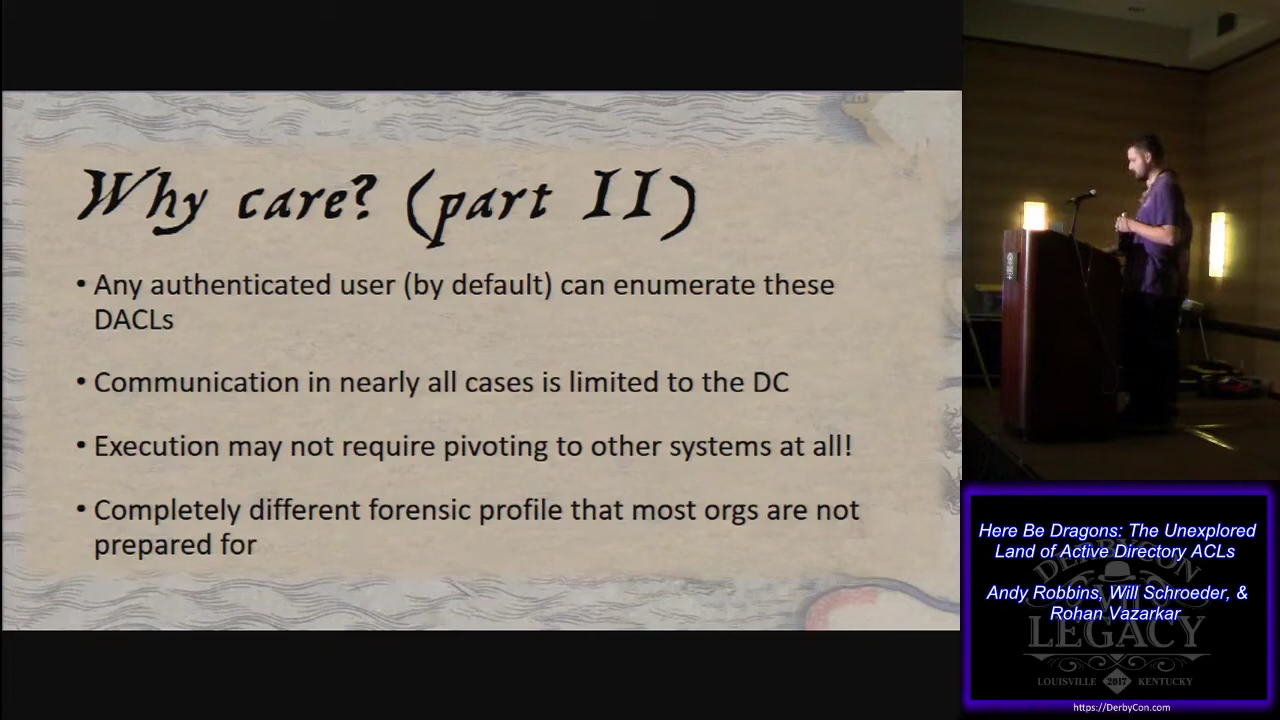 Why care? (part II)
• Any authenticated user (by default) can enumerate these
DACLs
• Communication in nearly all cases is limited to the DC
• Execution may not require pivoting to other systems at all!
• Completely different forensic profile that most orgs are not
prepared for
Here Be Dragons: The Unexplored
Land of Active Directory ACLs
Andy Robbins, Will Schroeder, &
Rohan Vazarkar
DERBYCON
LEGACY
LOUISVILLE 2017 KENTUCKY
https://DerbyCon.com